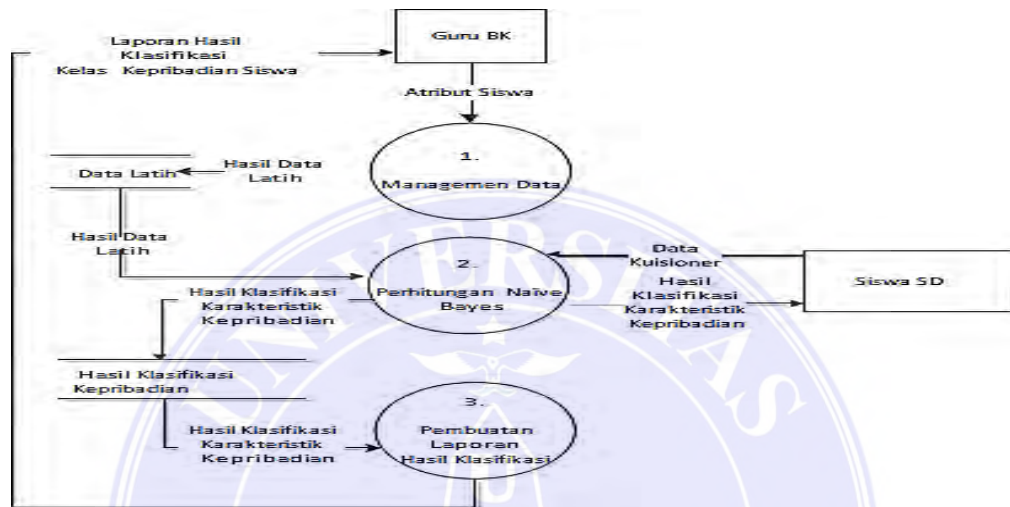 Guru BK
Laporan Hasil
Klasifikasi
Kelas Kepribadian Siswa
Atribut Siswa
1.
Managemen Data
Hasil Data
Latih
Data Latih
Hasil Data
Latih
2.
Perhitungan Naïve
Bayes
Data
Kuisioner
Siswa SD
Hasil
Klasifikasi
Karakteristik
Kepribadian
Hasil Klasifikasi
Karakteristik
Kepribadian
Hasil Klasifikasi
Kepribadian
3.
Pembuatan
Laporan
Hasil Klasifikasi
Hasil Klasifikasi
Karakteristik
Kepribadian
UNIVERSITAS